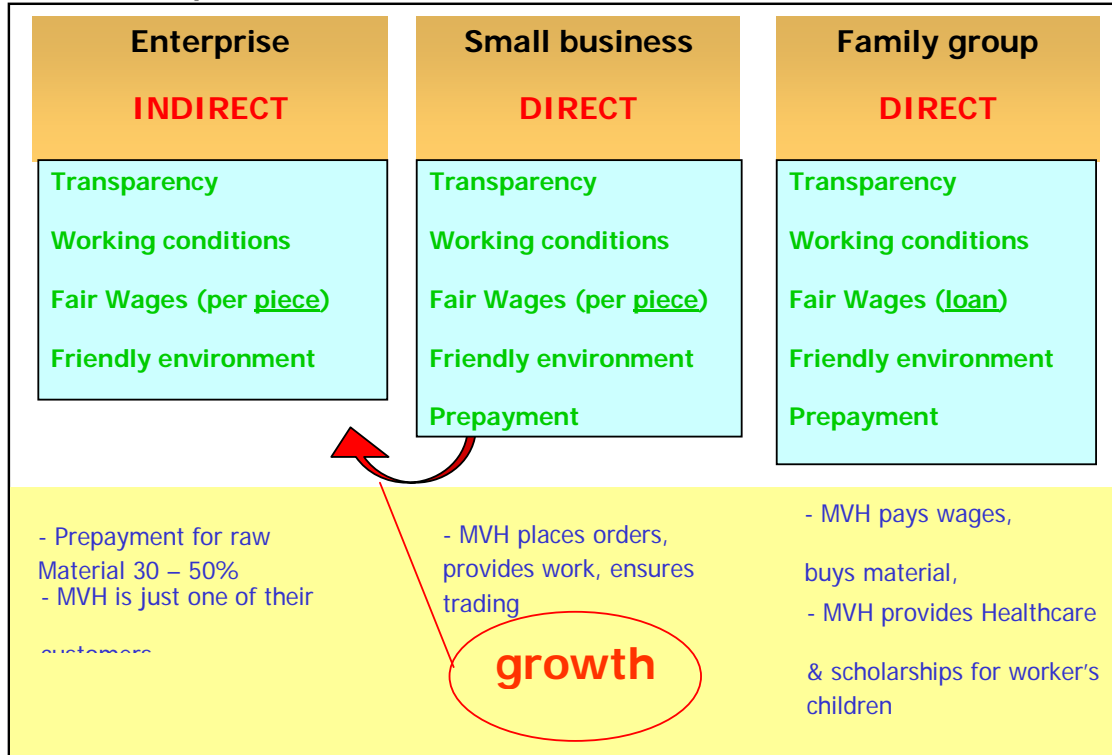 Enterprise
INDIRECT
Transparency
Working conditions
Fair Wages (per piece)
Friendly environment
- Prepayment for raw
Material 30 – 50%
- MVH is just one of their
customers
Small business
DIRECT
Transparency
Working conditions
Fair Wages (per piece)
Friendly environment
Prepayment
- MVH places orders,
provides work, ensures
trading
growth
Family group
DIRECT
Transparency
Working conditions
Fair Wages (loan)
Friendly environment
Prepayment
- MVH pays wages,
buys material,
- MVH provides Healthcare
& scholarships for worker's
children